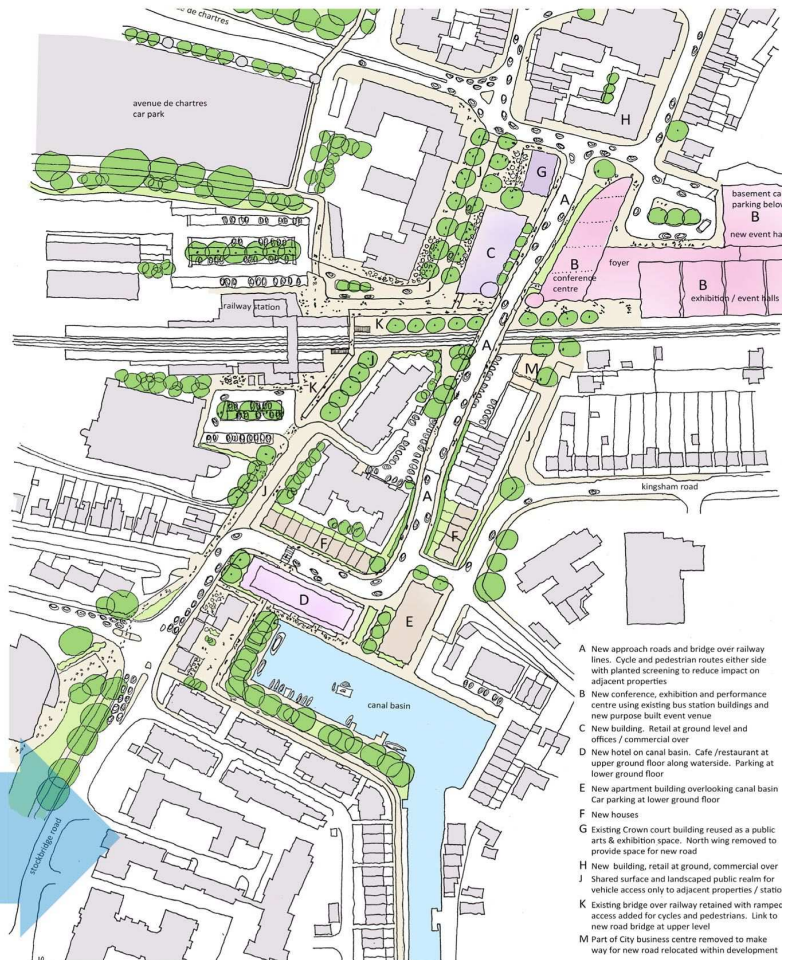 de chartres
avenue de chartres
car park
H
G
J
A
basement ca
parking belo
B
new event ha
C
B
foyer
conference
centre
B
exhibition / event halls
J
railway station
K
A
J
M
K
J
kingsham road
J
A
F
F
D
E
canal basin
stockbridge road
A New approach roads and bridge over railway
lines. Cycle and pedestrian routes either side
with planted screening to reduce impact on
adjacent properties
B New conference, exhibition and performance
centre using existing bus station buildings and
new purpose built event venue
C New building. Retail at ground level and
offices / commercial over
D New hotel on canal basin. Cafe /restaurant at
upper ground floor along waterside. Parking at
lower ground floor
E New apartment building overlooking canal basin
Car parking at lower ground floor
F New houses
G Existing Crown court building reused as a public
arts & exhibition space. North wing removed to
provide space for new road
H New building, retail at ground, commercial over
J Shared surface and landscaped public realm for
vehicle access only to adjacent properties / statio
K Existing bridge over railway retained with ramped
access added for cycles and pedestrians. Link to
new road bridge at upper level
M Part of City business centre removed to make
way for new road relocated within development